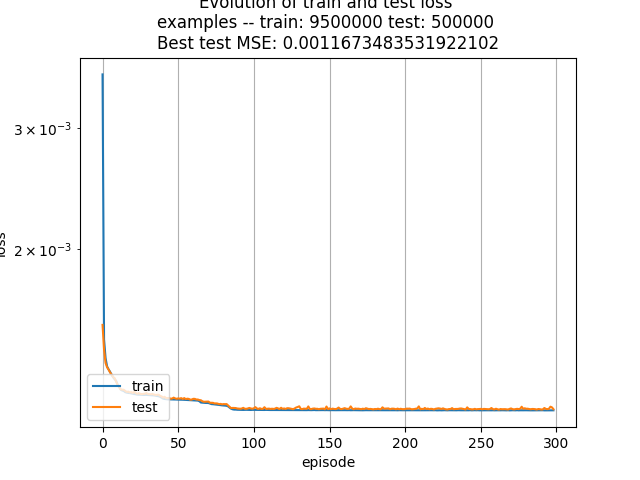 Evolution of train and test loss
examples -- train: 9500000 test: 500000
Best test MSE: 0.0011673483531922102
3 × 10⁻³
2 × 10⁻³
loss
train
test
0 50 100 150 200 250 300
episode